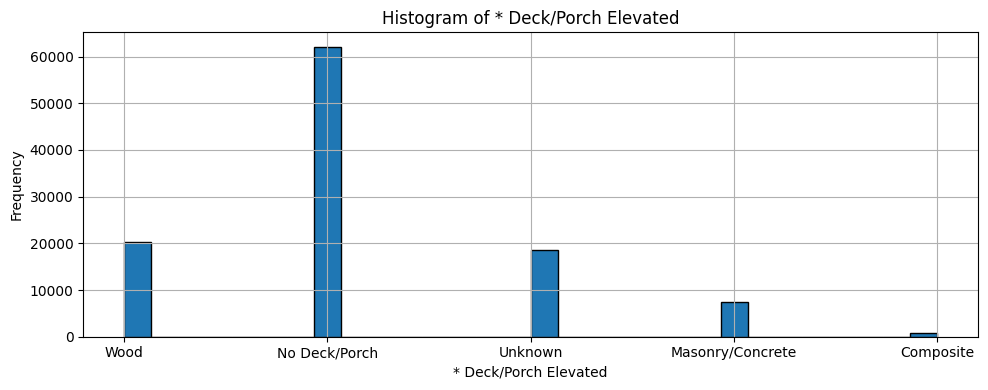 Histogram of * Deck/Porch Elevated
60000
50000
40000
30000
20000
10000
0
Frequency
Wood No Deck/Porch Unknown Masonry/Concrete Composite
* Deck/Porch Elevated